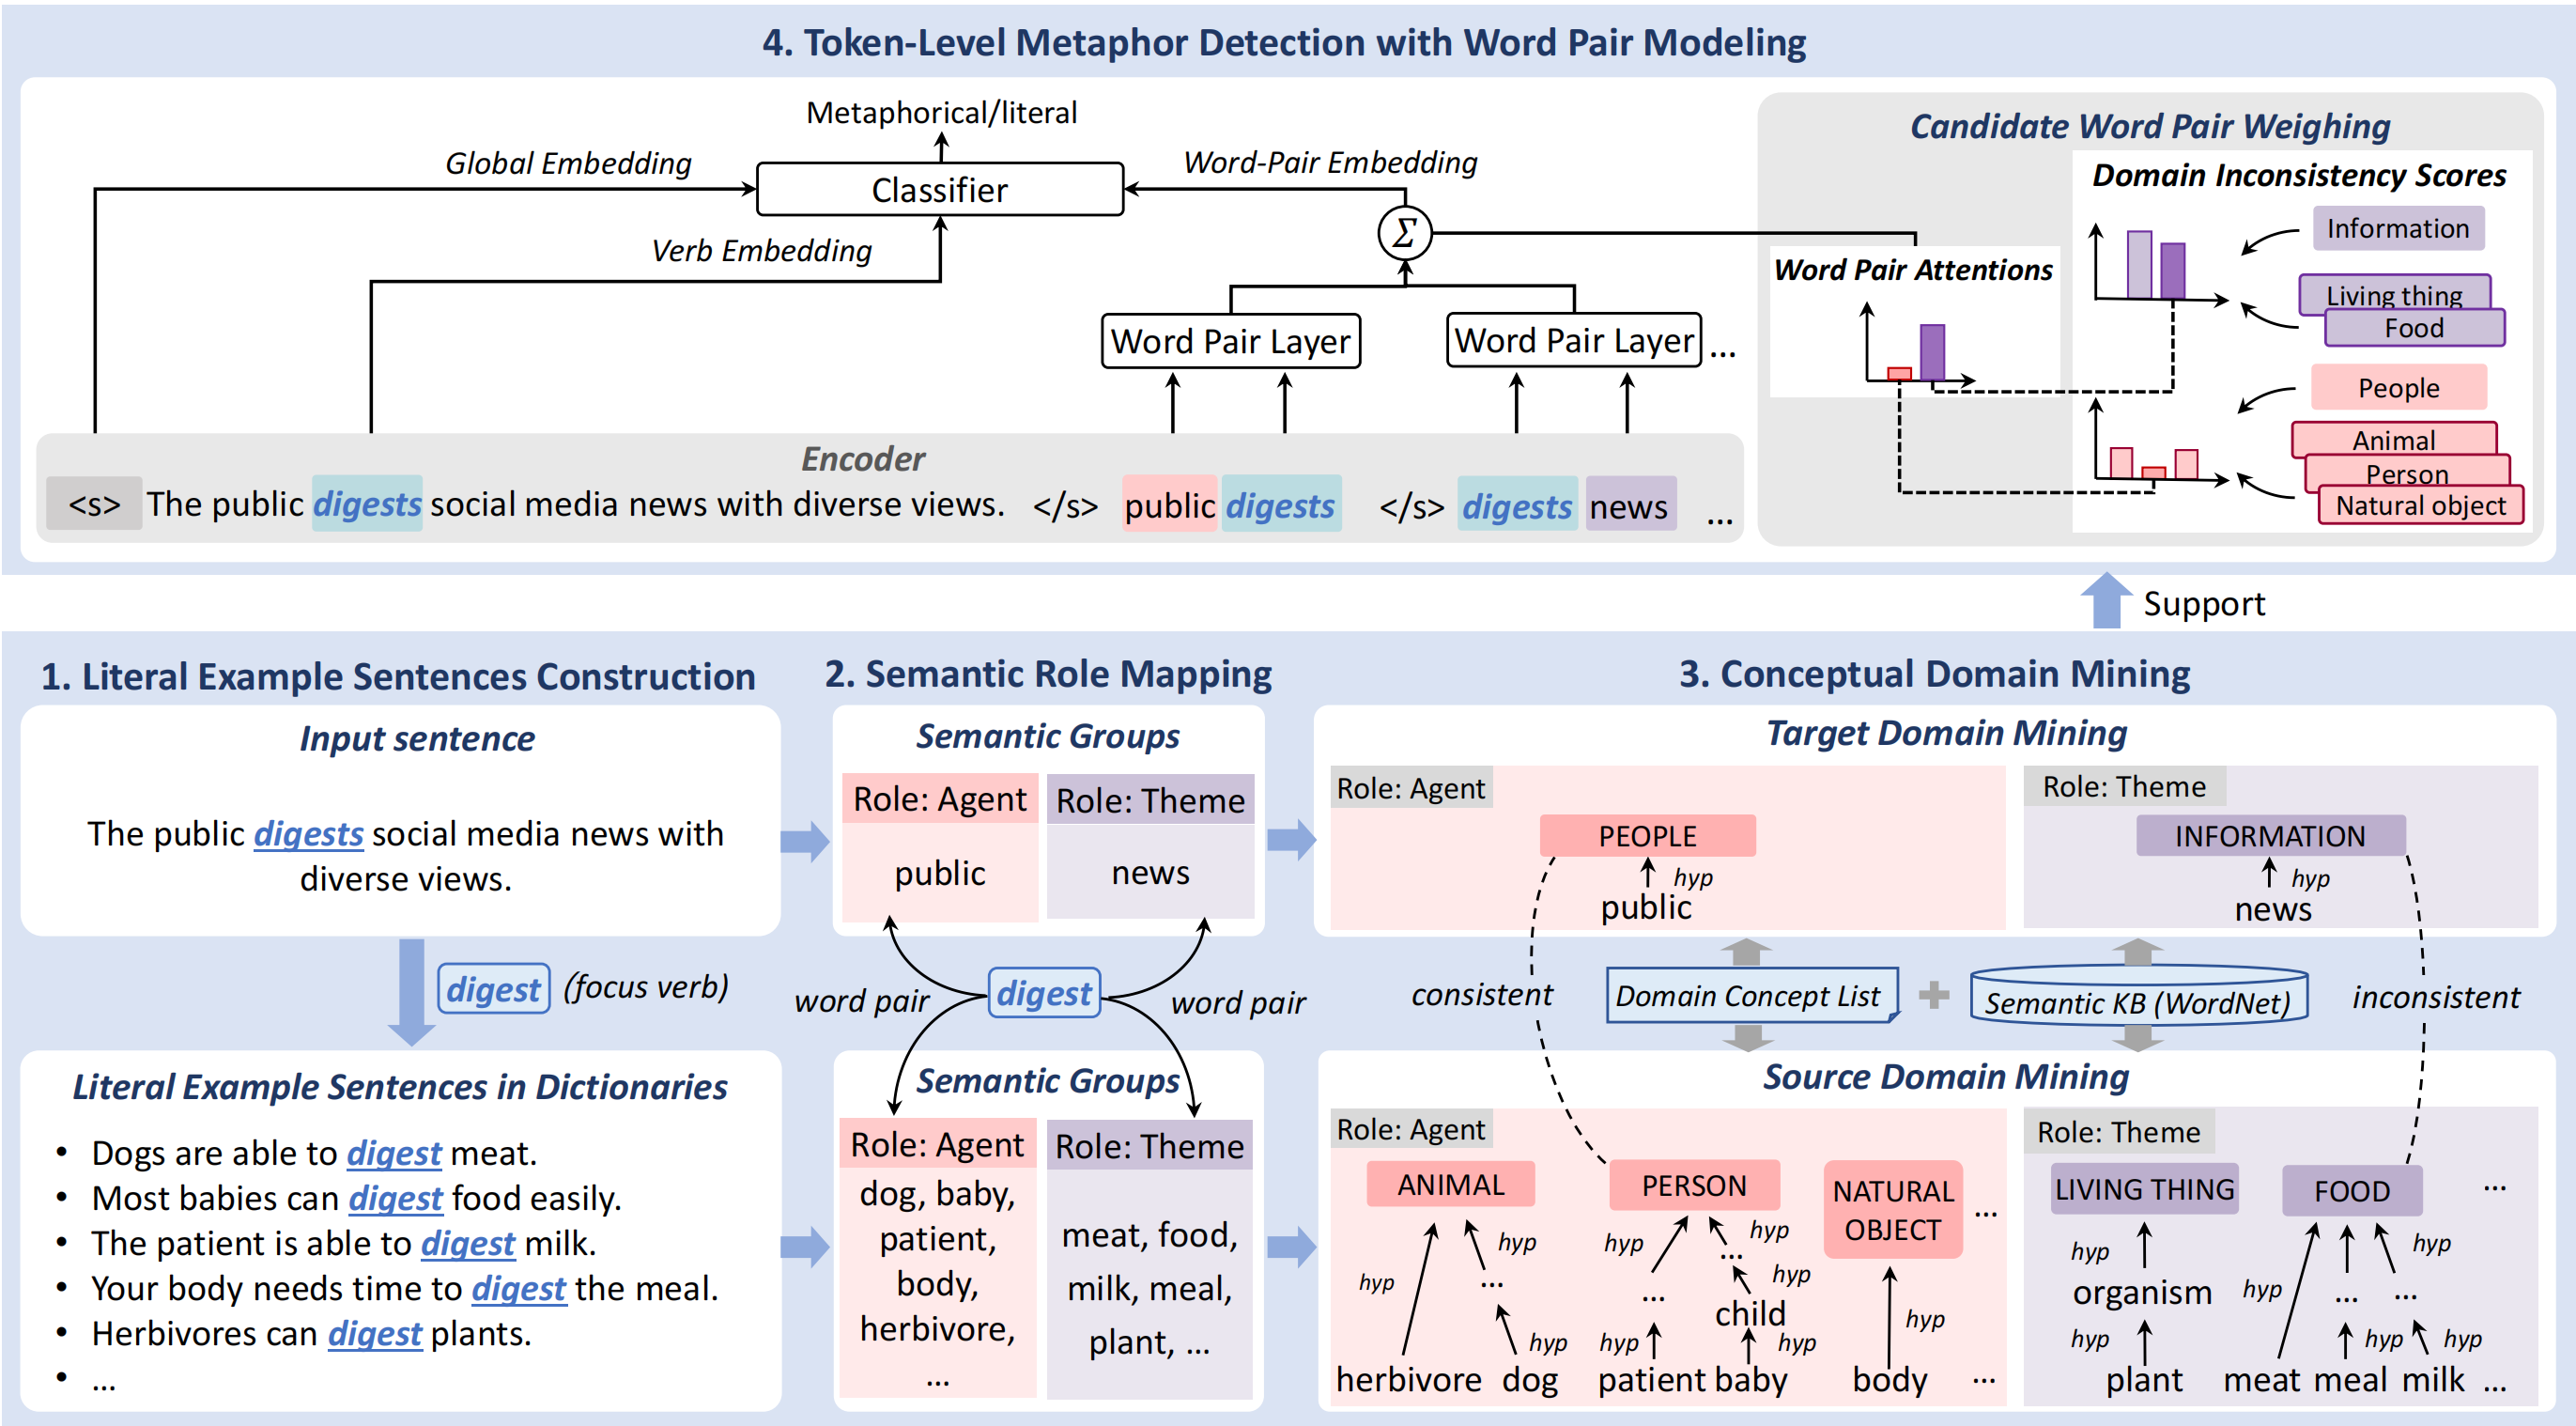 4. Token-Level Metaphor Detection with Word Pair Modeling
Metaphorical/literal
Global Embedding
Classifier
Word-Pair Embedding
Verb Embedding
Σ
Word Pair Layer
Word Pair Layer
...
Encoder
<s> The public digests social media news with diverse views. </s> public digests </s> digests news ...
Candidate Word Pair Weighing
Domain Inconsistency Scores
Word Pair Attentions
Information
Living thing
Food
People
Animal
Person
Natural object
Support
1. Literal Example Sentences Construction
Input sentence
The public digests social media news with
diverse views.
digest (focus verb)
Literal Example Sentences in Dictionaries
• Dogs are able to digest meat.
• Most babies can digest food easily.
• The patient is able to digest milk.
• Your body needs time to digest the meal.
• Herbivores can digest plants.
• ...
2. Semantic Role Mapping
Semantic Groups
Role: Agent
public
Role: Theme
news
word pair
digest
word pair
Semantic Groups
Role: Agent
dog, baby,
patient,
body,
herbivore,
...
Role: Theme
meat, food,
milk, meal,
plant, ...
3. Conceptual Domain Mining
Target Domain Mining
Role: Agent
PEOPLE
hyp
public
Role: Theme
INFORMATION
hyp
news
consistent
Domain Concept List
Semantic KB (WordNet)
inconsistent
Source Domain Mining
Role: Agent
ANIMAL
PERSON
NATURAL
OBJECT
...
hyp
hyp
...
hyp
hyp
hyp
...
...
hyp
child
hyp
hyp
hyp
herbivore dog patient baby body ...
Role: Theme
LIVING THING
FOOD
...
hyp
organism
hyp
hyp
hyp
... ...
hyp
hyp
plant meat meal milk ...